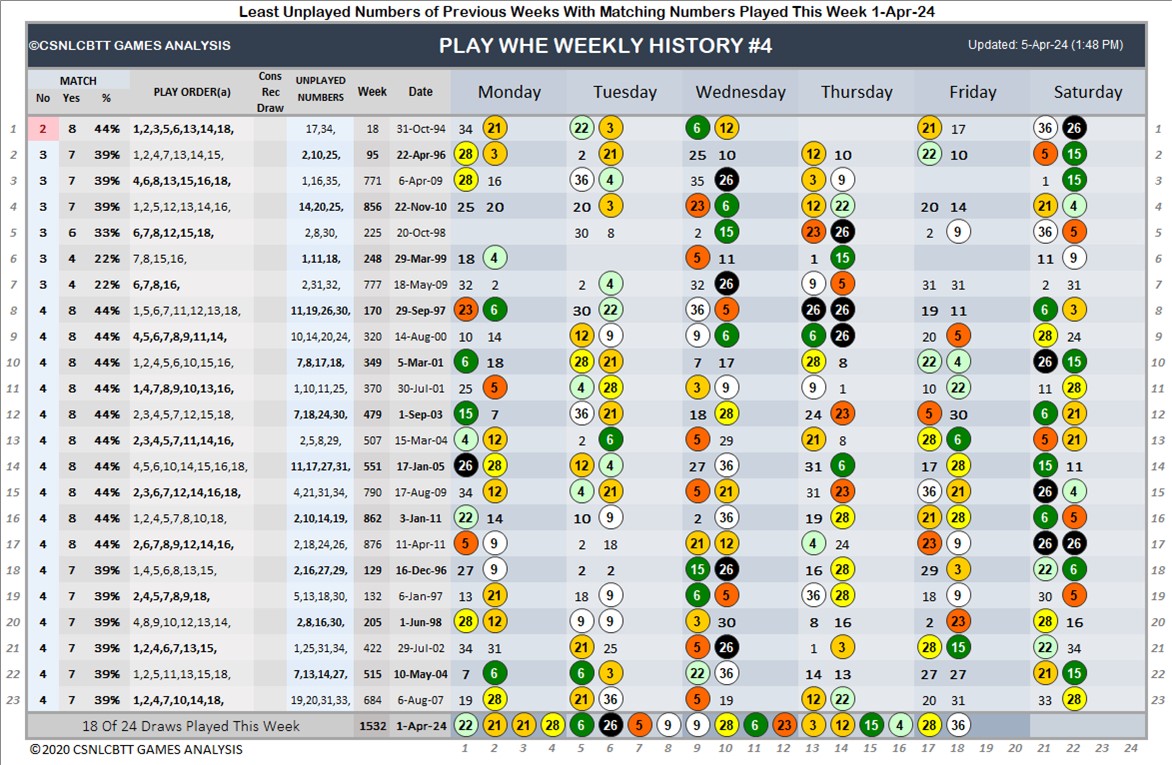 Least Unplayed Numbers of Previous Weeks With Matching Numbers Played This Week 1-Apr-24
©CSNLCBTT GAMES ANALYSIS PLAY WHE WEEKLY HISTORY #4 Updated: 5-Apr-24 (1:48 PM)
MATCH No Yes % PLAY ORDER(a) Cons Rec Draw UNPLAYED NUMBERS Week Date Monday Tuesday Wednesday Thursday Friday Saturday
1 2 8 44% 1,2,3,5,6,13,14,18, 17,34, 18 31-Oct-94 34 21 22 3 6 12 21 17 36 26 1
2 3 7 39% 1,2,4,7,13,14,15, 2,10,25, 95 22-Apr-96 28 3 2 21 25 10 12 10 22 10 5 15 2
3 3 7 39% 4,6,8,13,15,16,18, 1,16,35, 771 6-Apr-09 28 16 36 4 35 26 3 9 1 15 3
4 3 7 39% 1,2,5,12,13,14,16, 14,20,25, 856 22-Nov-10 25 20 20 3 23 6 12 22 20 14 21 4 4
5 3 6 33% 6,7,8,12,15,18, 2,8,30, 225 20-Oct-98 30 8 2 15 23 26 2 9 36 5 5
6 3 4 22% 7,8,15,16, 1,11,18, 248 29-Mar-99 18 4 5 11 1 15 11 9 6
7 3 4 22% 6,7,8,16, 2,31,32, 777 18-May-09 32 2 2 4 32 26 9 5 31 31 2 31 7
8 4 8 44% 1,5,6,7,11,12,13,18, 11,19,26,30, 170 29-Sep-97 23 6 30 22 36 5 26 26 19 11 6 3 8
9 4 8 44% 4,5,6,7,8,9,11,14, 10,14,20,24, 320 14-Aug-00 10 14 12 9 9 6 6 26 20 5 28 24 9
10 4 8 44% 1,2,4,5,6,10,15,16, 7,8,17,18, 349 5-Mar-01 6 18 28 21 7 17 28 8 22 4 26 15 10
11 4 8 44% 1,4,7,8,9,10,13,16, 1,10,11,25, 370 30-Jul-01 25 5 4 28 3 9 9 1 10 22 11 28 11
12 4 8 44% 2,3,4,5,7,12,15,18, 7,18,24,30, 479 1-Sep-03 15 7 36 21 18 28 24 23 5 30 6 21 12
13 4 8 44% 2,3,4,5,7,11,14,16, 2,5,8,29, 507 15-Mar-04 4 12 2 6 5 29 21 8 28 6 5 21 13
14 4 8 44% 4,5,6,10,14,15,16,18, 11,17,27,31, 551 17-Jan-05 26 28 12 4 27 36 31 6 17 28 15 11 14
15 4 8 44% 2,3,6,7,12,14,16,18, 4,21,31,34, 790 17-Aug-09 34 12 4 21 5 21 31 23 36 21 26 4 15
16 4 8 44% 1,2,4,5,7,8,10,18, 2,10,14,19, 862 3-Jan-11 22 14 10 9 2 36 19 28 21 28 6 5 16
17 4 8 44% 2,6,7,8,9,12,14,16, 2,18,24,26, 876 11-Apr-11 5 9 2 18 21 12 4 24 23 9 26 26 17
18 4 7 39% 1,4,5,6,8,13,15, 2,16,27,29, 129 16-Dec-96 27 9 2 2 15 26 16 28 29 3 22 6 18
19 4 7 39% 2,4,5,7,8,9,18, 5,13,18,30, 132 6-Jan-97 13 21 18 9 6 5 36 28 18 9 30 5 19
20 4 7 39% 4,8,9,10,12,13,14, 2,8,16,30, 205 1-Jun-98 28 12 9 9 3 30 8 16 2 23 28 16 20
21 4 7 39% 1,2,4,6,7,13,15, 1,25,31,34, 422 29-Jul-02 34 31 21 25 5 26 1 3 28 15 22 34 21
22 4 7 39% 1,2,5,11,13,15,18, 7,13,14,27, 515 10-May-04 7 6 6 3 22 36 14 13 27 27 21 15 22
23 4 7 39% 1,2,4,7,10,14,18, 19,20,31,33, 684 6-Aug-07 19 28 21 36 5 19 12 22 20 31 33 28 23
18 Of 24 Draws Played This Week 1532 1-Apr-24 22 21 21 28 6 26 5 9 9 28 6 23 3 12 15 4 28 36
©2020 CSNLCBTT GAMES ANALYSIS 1 2 3 4 5 6 7 8 9 10 11 12 13 14 15 16 17 18 19 20 21 22 23 24